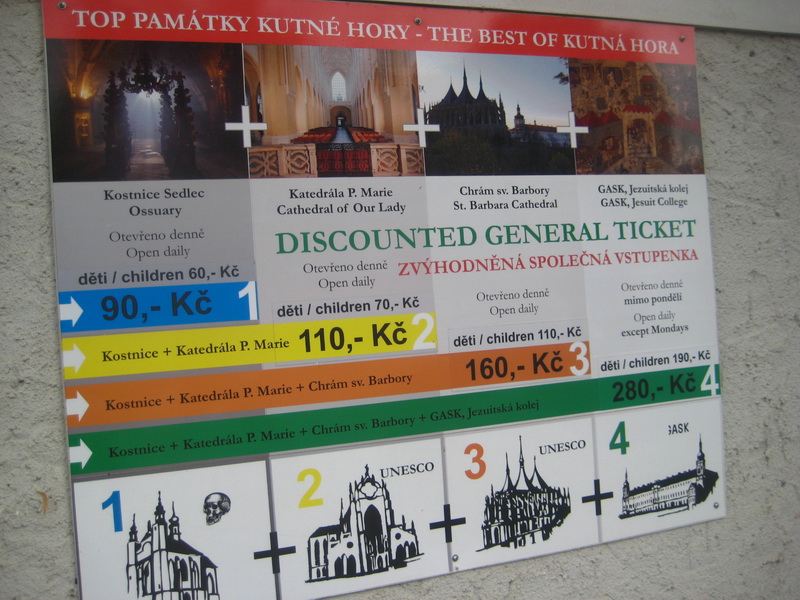 TOP PAMÁTKY KUTNÉ HORY - THE BEST OF KUTNÁ HORA
Kostnice Sedlec
Ossuary
Otevřeno denně
Open daily
Katedrála P. Marie
Cathedral of Our Lady
Chrám sv. Barbory
St. Barbara Cathedral
GASK, Jezuitská kolej
GASK, Jesuit College
DISCOUNTED GENERAL TICKET
ZVÝHODNĚNÁ SPOLEČNÁ VSTUPENKA
Otevřeno denně
Open daily
Otevřeno denně
Open daily
Otevřeno denně
mimo pondělí
Open daily
except Mondays
děti / children 60,- Kč
90,- Kč 1
děti / children 70,- Kč
Kostnice + Katedrála P. Marie 110,- Kč 2
děti / children 110,- Kč
Kostnice + Katedrála P. Marie + Chrám sv. Barbory 160,- Kč 3
děti / children 190,- Kč
Kostnice + Katedrála P. Marie + Chrám sv. Barbory + GASK, Jezuitská kolej 280,- Kč 4
1
2 UNESCO
3 UNESCO
4 GASK